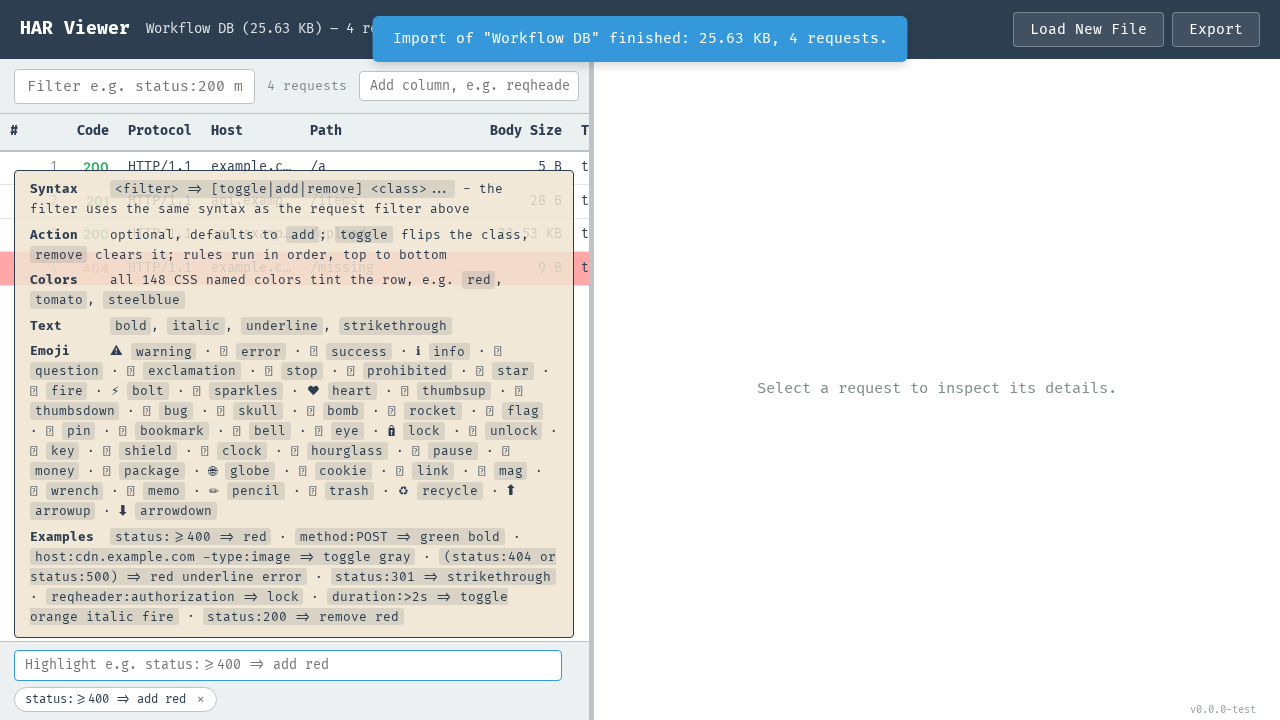 HAR Viewer Workflow DB (25.63 KB) — 4 re
Import of "Workflow DB" finished: 25.63 KB, 4 requests.
Load New File Export
Filter e.g. status:200 m 4 requests Add column, e.g. reqheade
# Code Protocol Host Path Body Size T
1 200 HTTP/1.1 example.c… /a 5 B t
Syntax <filter> => [toggle|add|remove] <class>... - the
filter uses the same syntax as the request filter above
Action optional, defaults to add; toggle flips the class,
remove clears it; rules run in order, top to bottom
Colors all 148 CSS named colors tint the row, e.g. red,
tomato, steelblue
Text bold, italic, underline, strikethrough
Emoji ⚠ warning · error · success · ℹ info ·
question · exclamation · stop · prohibited · star ·
fire · ⚡ bolt · sparkles · ♥ heart · thumbsup ·
thumbsdown · bug · skull · bomb · rocket · flag
· pin · bookmark · bell · eye · 🔒 lock · unlock ·
key · shield · clock · hourglass · pause ·
money · package · 🌐 globe · cookie · link · mag ·
wrench · memo · ✏ pencil · trash · ♻ recycle · ⬆
arrowup · ⬇ arrowdown
Examples status:>=400 => red · method:POST => green bold ·
host:cdn.example.com -type:image => toggle gray · (status:404 or
status:500) => red underline error · status:301 => strikethrough
· reqheader:authorization => lock · duration:>2s => toggle
orange italic fire · status:200 => remove red
Highlight e.g. status:>=400 => add red
status:>=400 => add red ×
Select a request to inspect its details.
v0.0.0-test